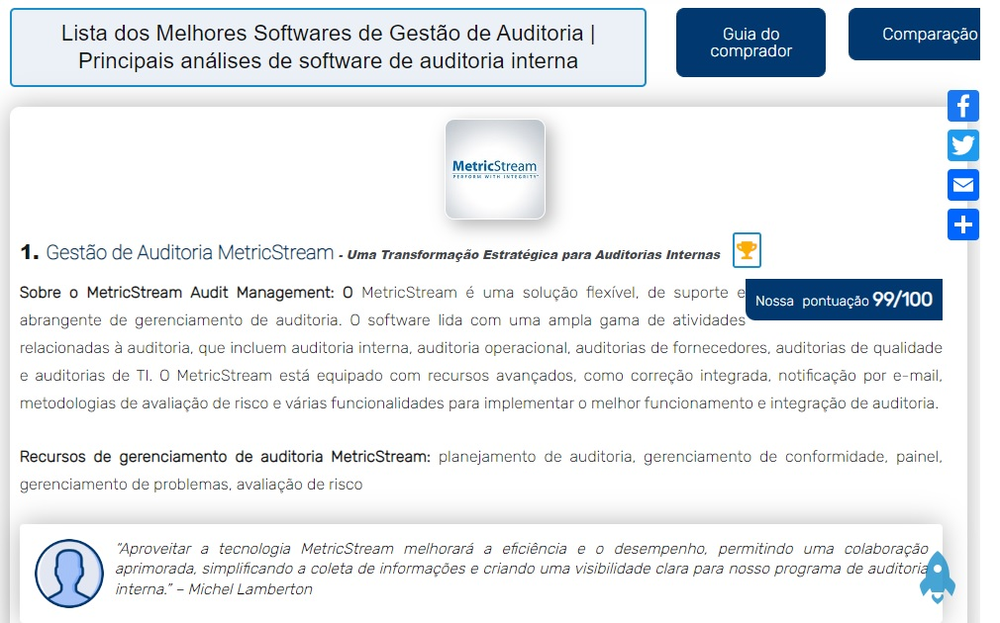 Lista dos Melhores Softwares de Gestão de Auditoria |
Principais análises de software de auditoria interna
Guia do
comprador
Comparação
MetricStream
PERFORM WITH INTEGRITY™
1. Gestão de Auditoria MetricStream - Uma Transformação Estratégica para Auditorias Internas
Nossa pontuação 99/100
Sobre o MetricStream Audit Management: O MetricStream é uma solução flexível, de suporte e
abrangente de gerenciamento de auditoria. O software lida com uma ampla gama de atividades
relacionadas à auditoria, que incluem auditoria interna, auditoria operacional, auditorias de fornecedores, auditorias de qualidade
e auditorias de TI. O MetricStream está equipado com recursos avançados, como correção integrada, notificação por e-mail,
metodologias de avaliação de risco e várias funcionalidades para implementar o melhor funcionamento e integração de auditoria.
Recursos de gerenciamento de auditoria MetricStream: planejamento de auditoria, gerenciamento de conformidade, painel,
gerenciamento de problemas, avaliação de risco
“Aproveitar a tecnologia MetricStream melhorará a eficiência e o desempenho, permitindo uma colaboração
aprimorada, simplificando a coleta de informações e criando uma visibilidade clara para nosso programa de auditoria
interna.” – Michel Lamberton